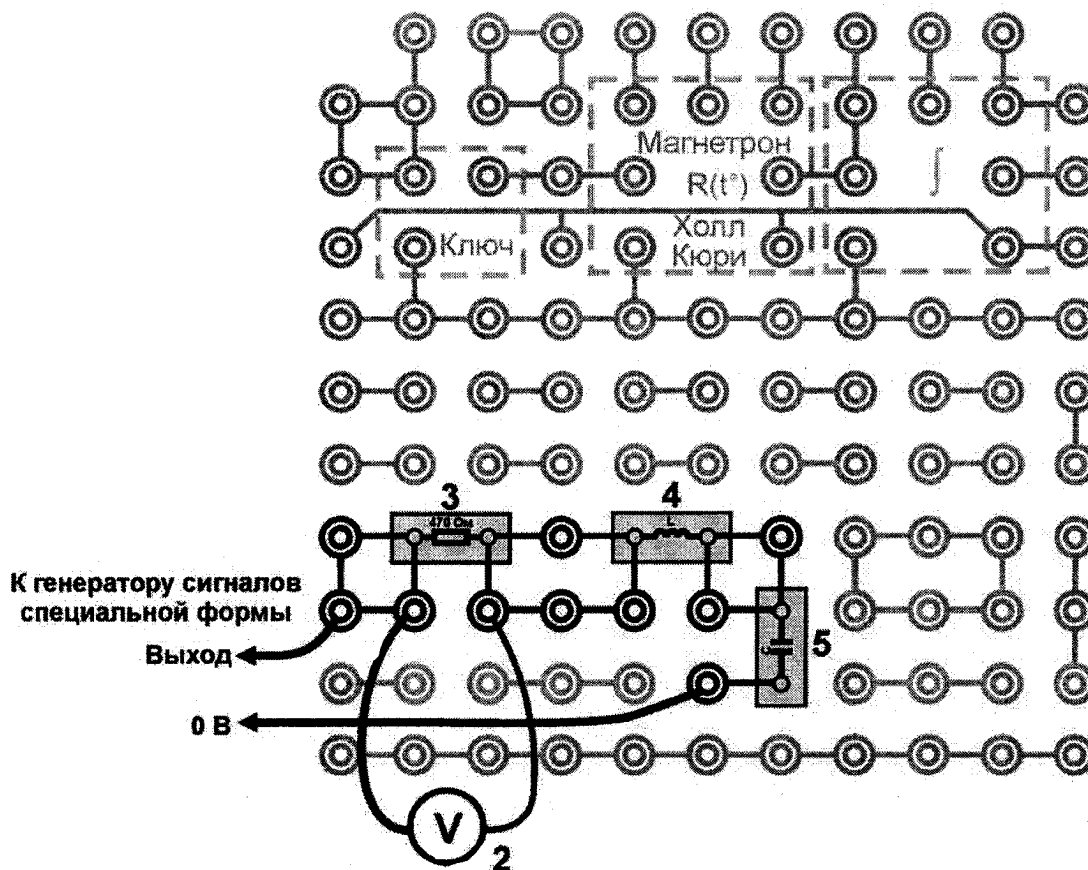 Магнетрон
R(t°)
∫
Холл
Ключ
Кюри
3
4
470 Ом
L
К генератору сигналов
специальной формы
Выход
5
C
0 В
V
2